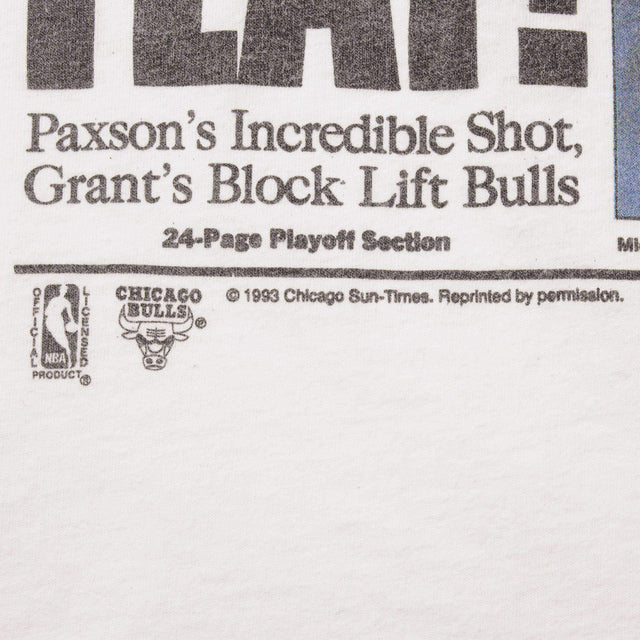 Paxson's Incredible Shot,
Grant's Block Lift Bulls
24-Page Playoff Section
OFFICIAL LICENSED
NBA
PRODUCT ®
CHICAGO
BULLS ®
© 1993 Chicago Sun-Times. Reprinted by permission.